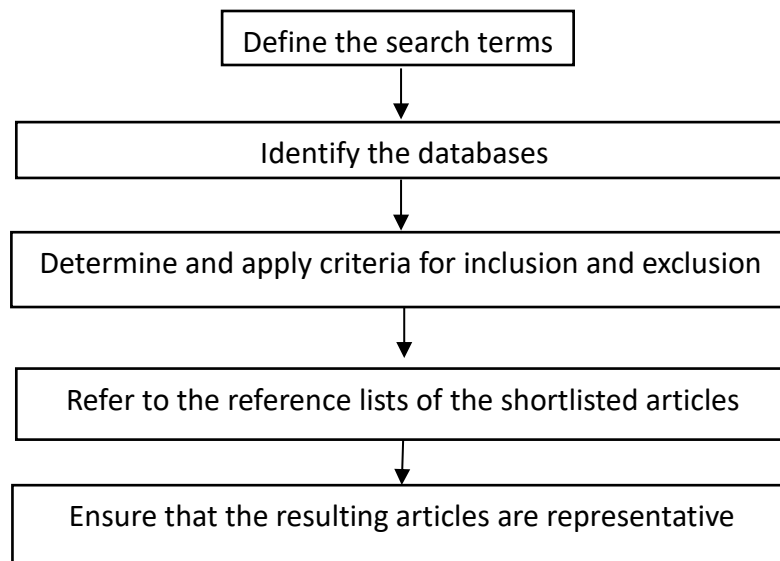 Define the search terms
Identify the databases
Determine and apply criteria for inclusion and exclusion
Refer to the reference lists of the shortlisted articles
Ensure that the resulting articles are representative